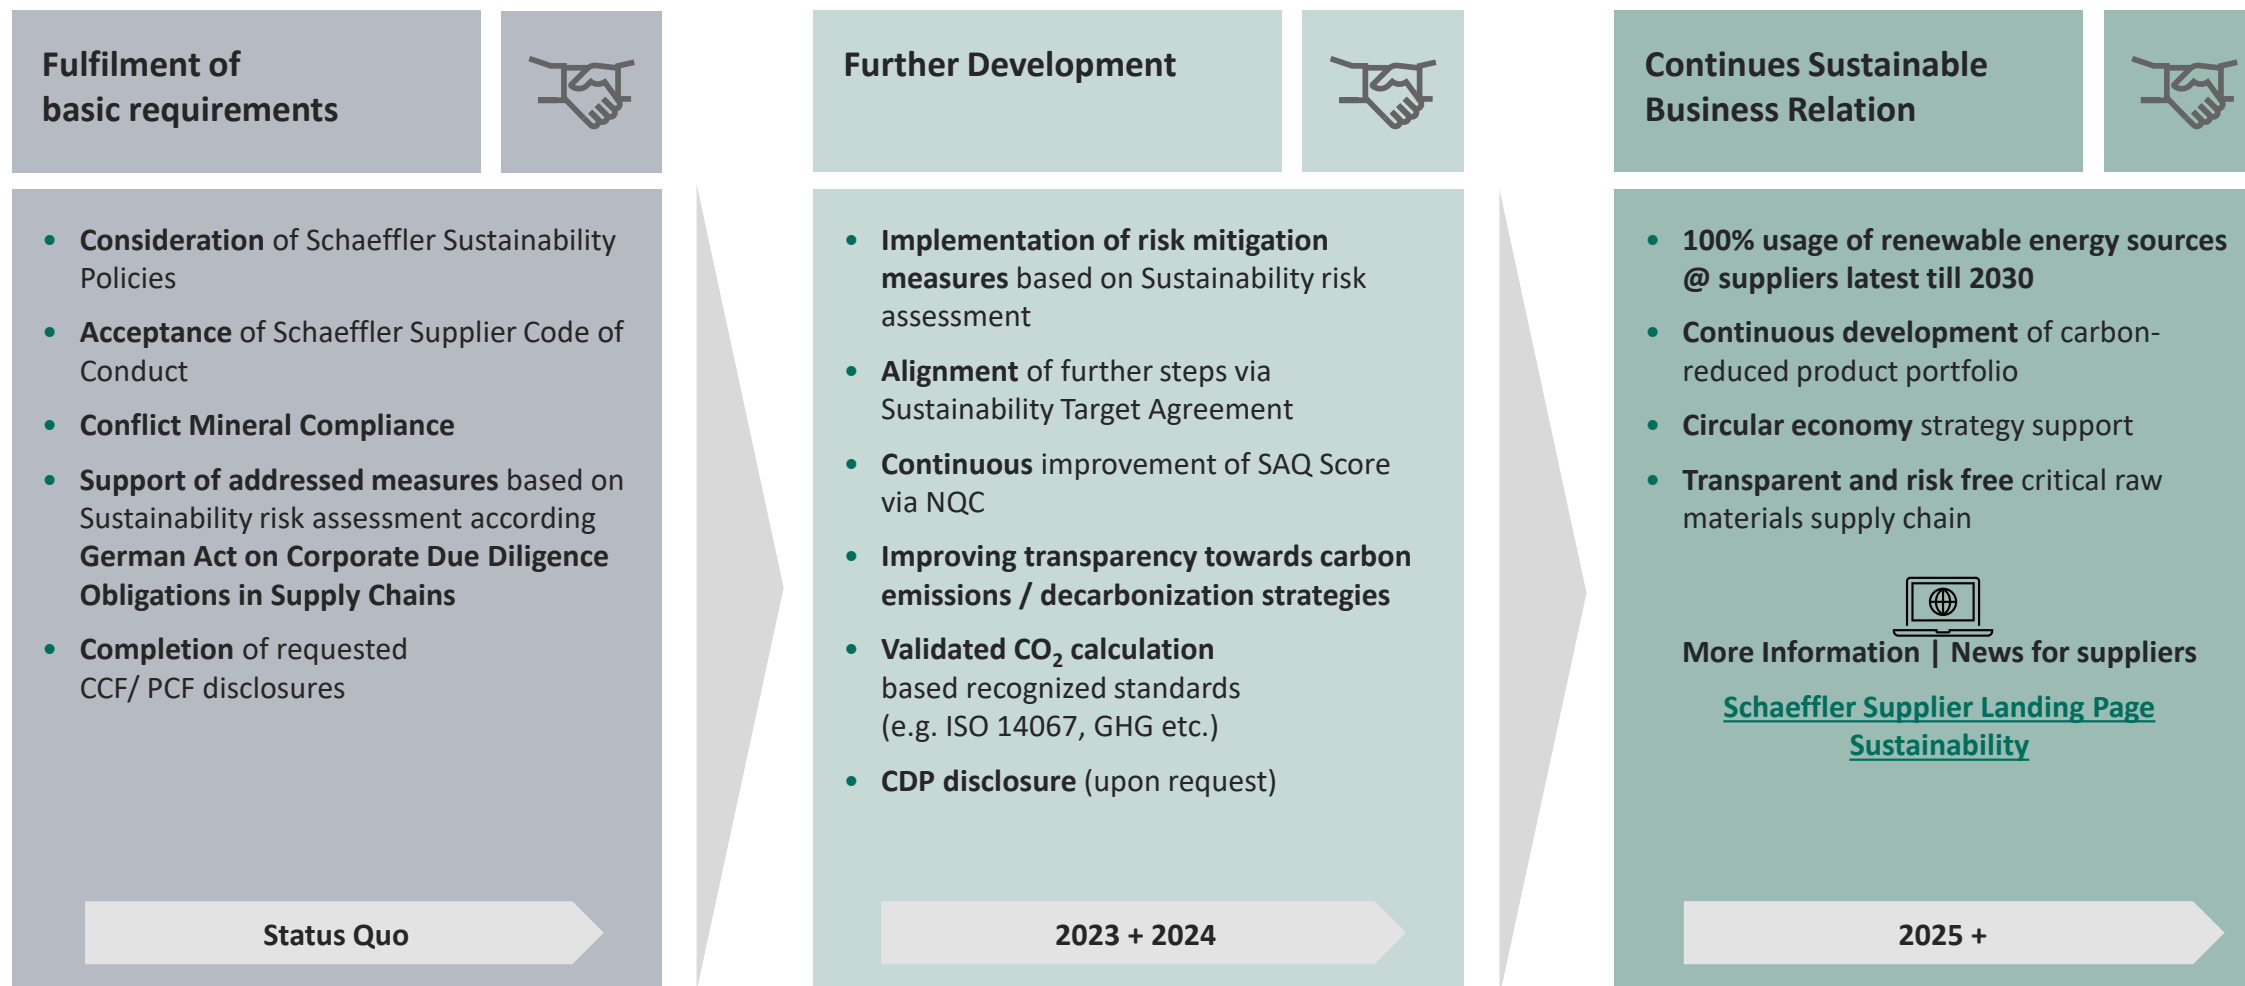 Fulfilment of
basic requirements
• Consideration of Schaeffler Sustainability
Policies
• Acceptance of Schaeffler Supplier Code of
Conduct
• Conflict Mineral Compliance
• Support of addressed measures based on
Sustainability risk assessment according
German Act on Corporate Due Diligence
Obligations in Supply Chains
• Completion of requested
CCF/ PCF disclosures
Status Quo
Further Development
• Implementation of risk mitigation
measures based on Sustainability risk
assessment
• Alignment of further steps via
Sustainability Target Agreement
• Continuous improvement of SAQ Score
via NQC
• Improving transparency towards carbon
emissions / decarbonization strategies
• Validated CO₂ calculation
based recognized standards
(e.g. ISO 14067, GHG etc.)
• CDP disclosure (upon request)
2023 + 2024
Continues Sustainable
Business Relation
• 100% usage of renewable energy sources
@ suppliers latest till 2030
• Continuous development of carbon-
reduced product portfolio
• Circular economy strategy support
• Transparent and risk free critical raw
materials supply chain
More Information | News for suppliers
Schaeffler Supplier Landing Page
Sustainability
2025 +